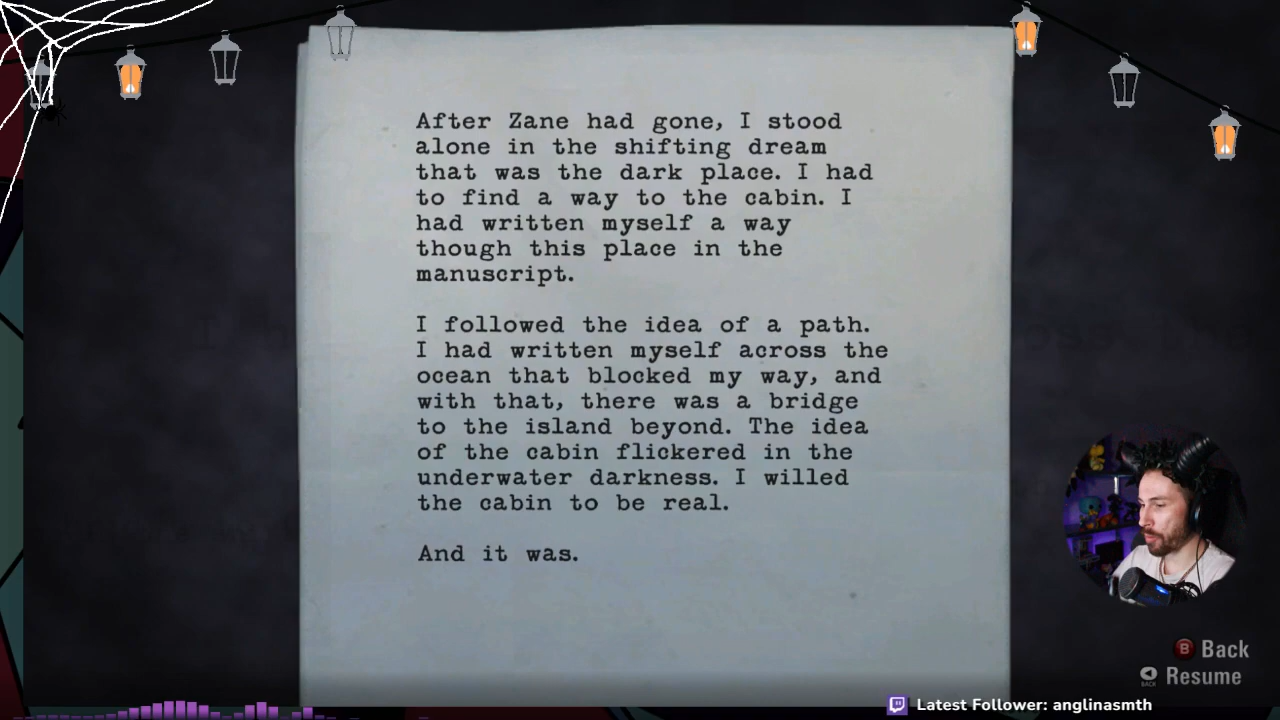 After Zane had gone, I stood
alone in the shifting dream
that was the dark place. I had
to find a way to the cabin. I
had written myself a way
though this place in the
manuscript.
I followed the idea of a path.
I had written myself across the
ocean that blocked my way, and
with that, there was a bridge
to the island beyond. The idea
of the cabin flickered in the
underwater darkness. I willed
the cabin to be real.
And it was.
B Back
BACK Resume
Latest Follower: anglinasmth